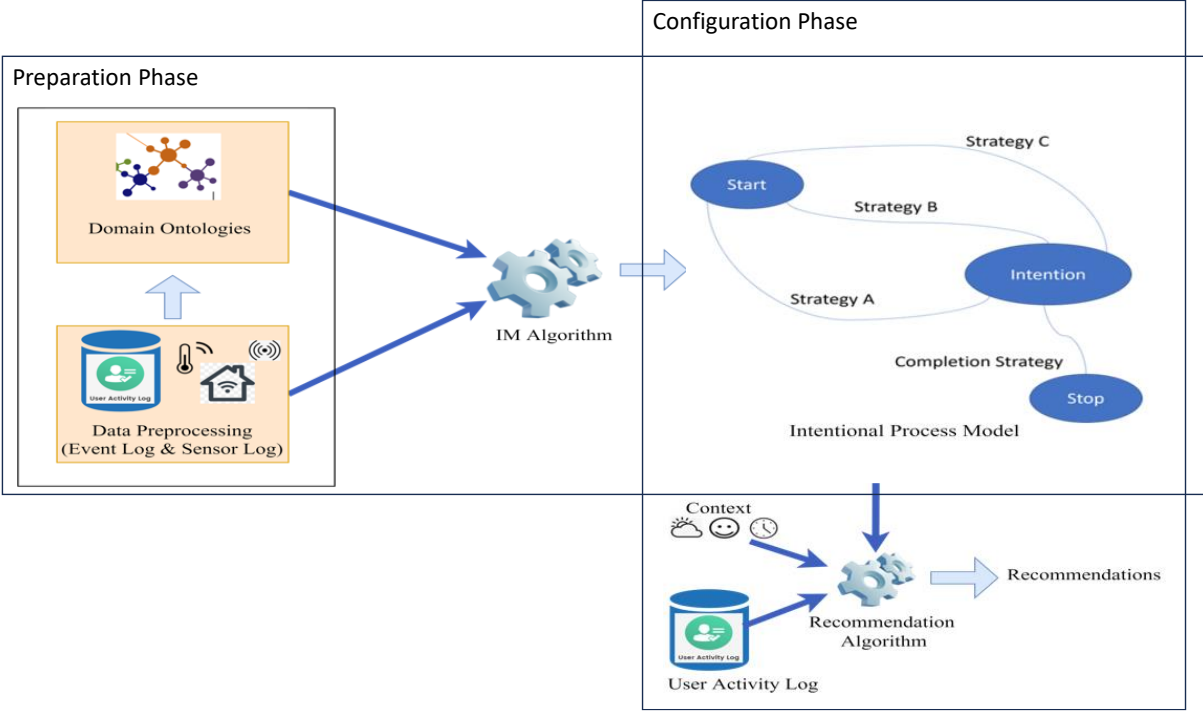 Configuration Phase
Preparation Phase
Domain Ontologies
User Activity Log
Data Preprocessing
(Event Log & Sensor Log)
IM Algorithm
Strategy C
Start
Strategy B
Intention
Strategy A
Completion Strategy
Stop
Intentional Process Model
Context
Recommendations
Recommendation
Algorithm
User Activity Log
User Activity Log